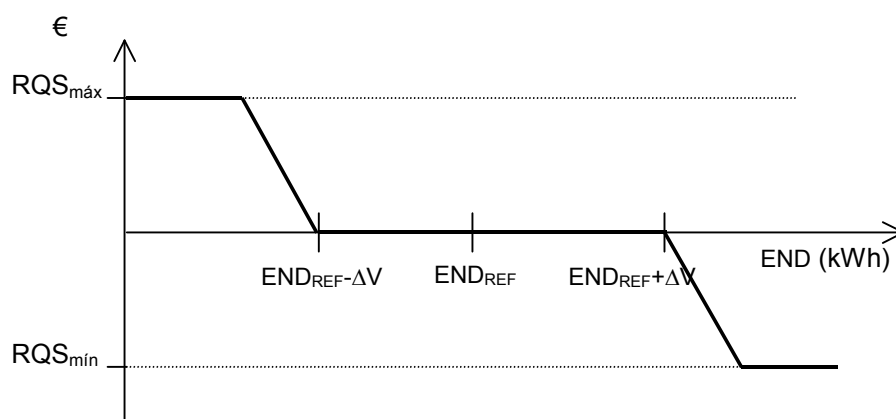 €
RQSmáx
ENDREF-ΔV
ENDREF
ENDREF+ΔV
END (kWh)
RQSmín